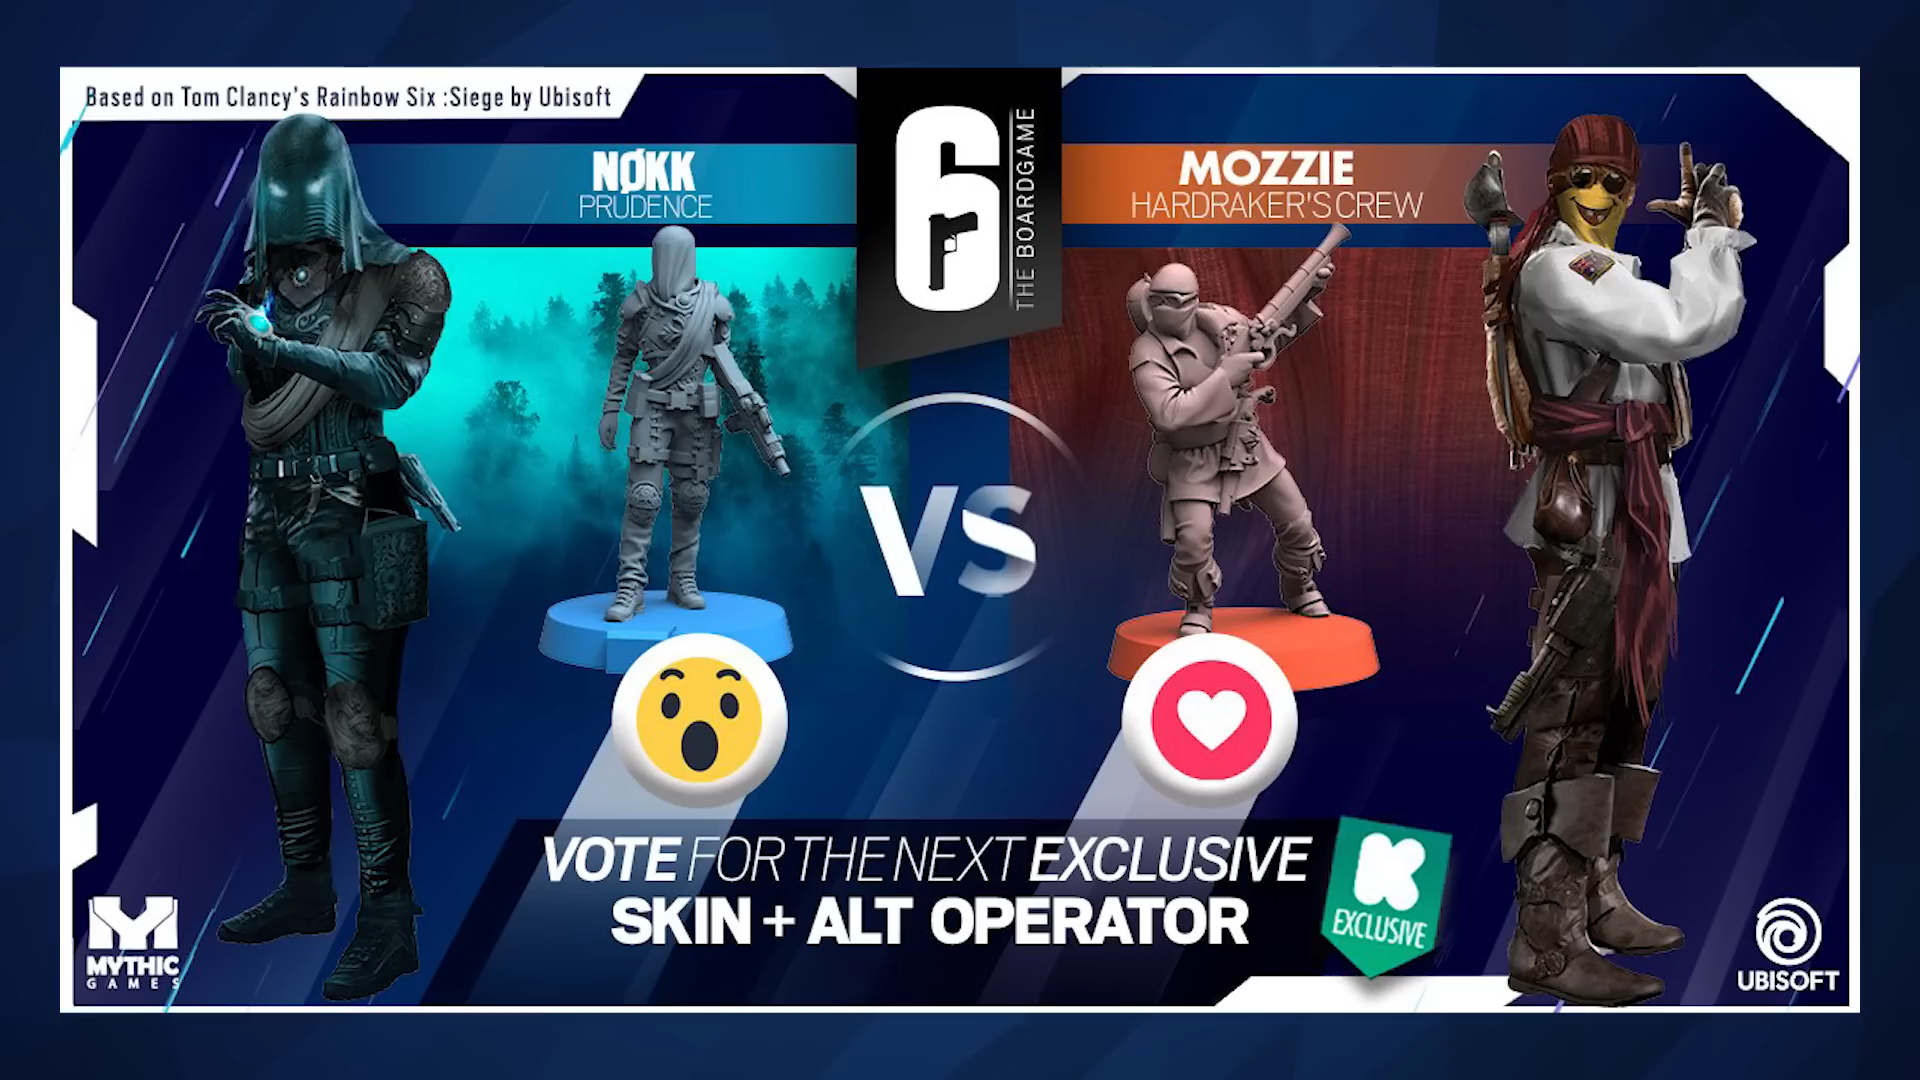 Based on Tom Clancy's Rainbow Six :Siege by Ubisoft
NØKK
PRUDENCE
6
THE BOARDGAME
MOZZIE
HARDRAKER'S CREW
VS
VOTE FOR THE NEXT EXCLUSIVE
SKIN + ALT OPERATOR
K
EXCLUSIVE
M
MYTHIC
GAMES
UBISOFT